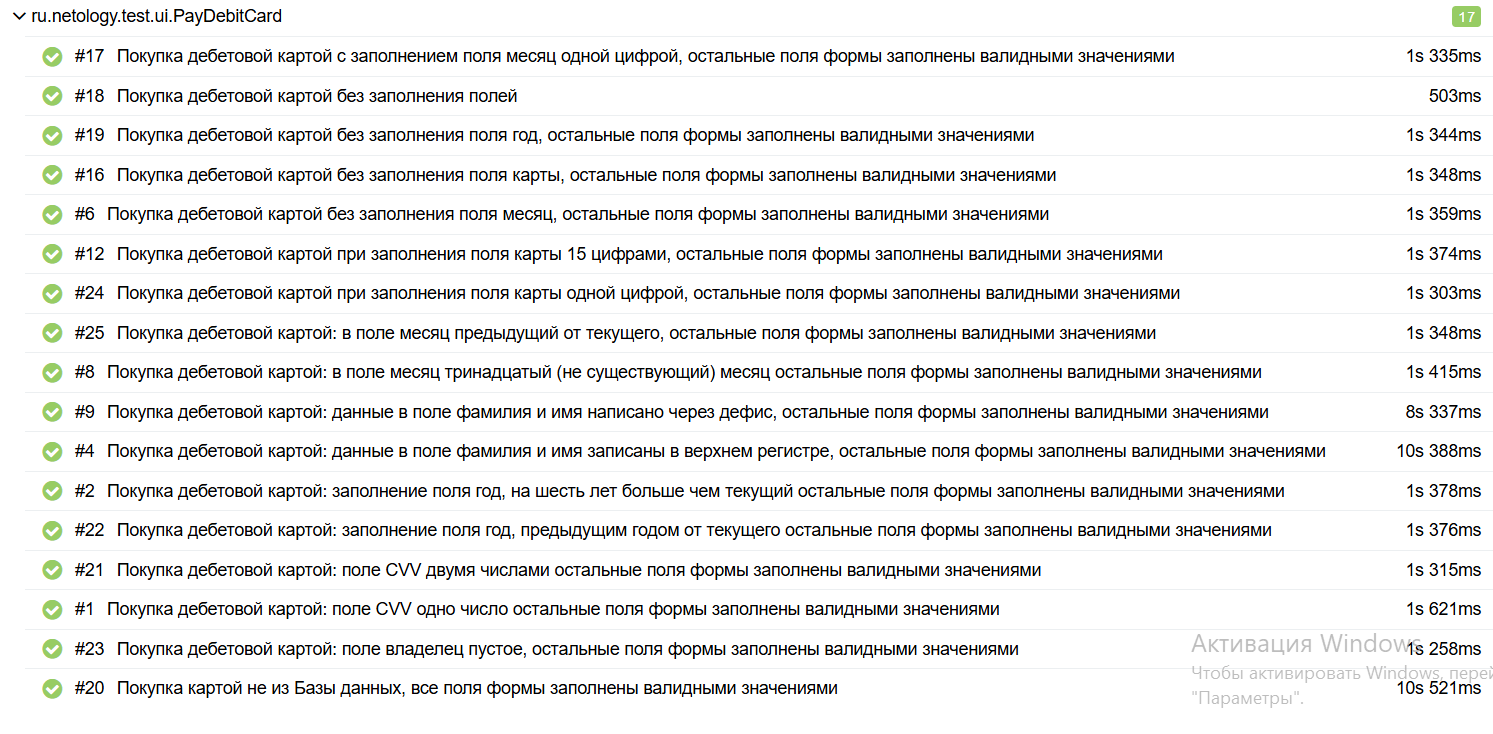 ru.netology.test.ui.PayDebitCard 17
#17 Покупка дебетовой картой с заполнением поля месяц одной цифрой, остальные поля формы заполнены валидными значениями 1s 335ms
#18 Покупка дебетовой картой без заполнения полей 503ms
#19 Покупка дебетовой картой без заполнения поля год, остальные поля формы заполнены валидными значениями 1s 344ms
#16 Покупка дебетовой картой без заполнения поля карты, остальные поля формы заполнены валидными значениями 1s 348ms
#6 Покупка дебетовой картой без заполнения поля месяц, остальные поля формы заполнены валидными значениями 1s 359ms
#12 Покупка дебетовой картой при заполнения поля карты 15 цифрами, остальные поля формы заполнены валидными значениями 1s 374ms
#24 Покупка дебетовой картой при заполнения поля карты одной цифрой, остальные поля формы заполнены валидными значениями 1s 303ms
#25 Покупка дебетовой картой: в поле месяц предыдущий от текущего, остальные поля формы заполнены валидными значениями 1s 348ms
#8 Покупка дебетовой картой: в поле месяц тринадцатый (не существующий) месяц остальные поля формы заполнены валидными значениями 1s 415ms
#9 Покупка дебетовой картой: данные в поле фамилия и имя написано через дефис, остальные поля формы заполнены валидными значениями 8s 337ms
#4 Покупка дебетовой картой: данные в поле фамилия и имя записаны в верхнем регистре, остальные поля формы заполнены валидными значениями 10s 388ms
#2 Покупка дебетовой картой: заполнение поля год, на шесть лет больше чем текущий остальные поля формы заполнены валидными значениями 1s 378ms
#22 Покупка дебетовой картой: заполнение поля год, предыдущим годом от текущего остальные поля формы заполнены валидными значениями 1s 376ms
#21 Покупка дебетовой картой: поле CVV двумя числами остальные поля формы заполнены валидными значениями 1s 315ms
#1 Покупка дебетовой картой: поле CVV одно число остальные поля формы заполнены валидными значениями 1s 621ms
#23 Покупка дебетовой картой: поле владелец пустое, остальные поля формы заполнены валидными значениями 1s 258ms
#20 Покупка картой не из Базы данных, все поля формы заполнены валидными значениями 10s 521ms
Активация Windows
Чтобы активировать Windows, перей
"Параметры".